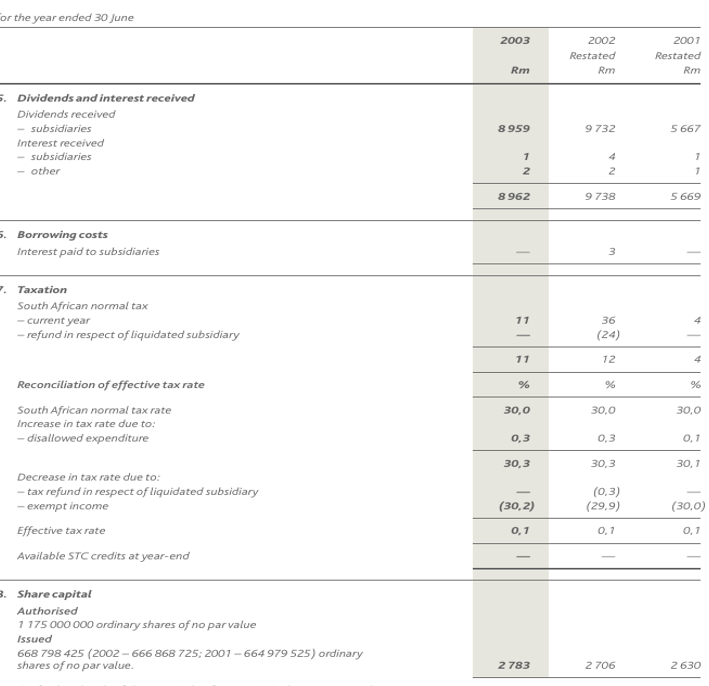 for the year ended 30 June
2003 2002 2001
Restated Restated
Rm Rm Rm
Dividends and interest received
Dividends received
– subsidiaries 8 959 9 732 5 667
Interest received
– subsidiaries 1 4 1
– other 2 2 1
8 962 9 738 5 669
Borrowing costs
Interest paid to subsidiaries — 3 —
7. Taxation
South African normal tax
– current year 11 36 4
– refund in respect of liquidated subsidiary — (24) —
11 12 4
Reconciliation of effective tax rate % % %
South African normal tax rate 30,0 30,0 30,0
Increase in tax rate due to:
– disallowed expenditure 0,3 0,3 0,1
30,3 30,3 30,1
Decrease in tax rate due to:
– tax refund in respect of liquidated subsidiary — (0,3) —
– exempt income (30,2) (29,9) (30,0)
Effective tax rate 0,1 0,1 0,1
Available STC credits at year-end — — —
Share capital
Authorised
1 175 000 000 ordinary shares of no par value
Issued
668 798 425 (2002 – 666 868 725; 2001 – 664 979 525) ordinary
shares of no par value. 2 783 2 706 2 630